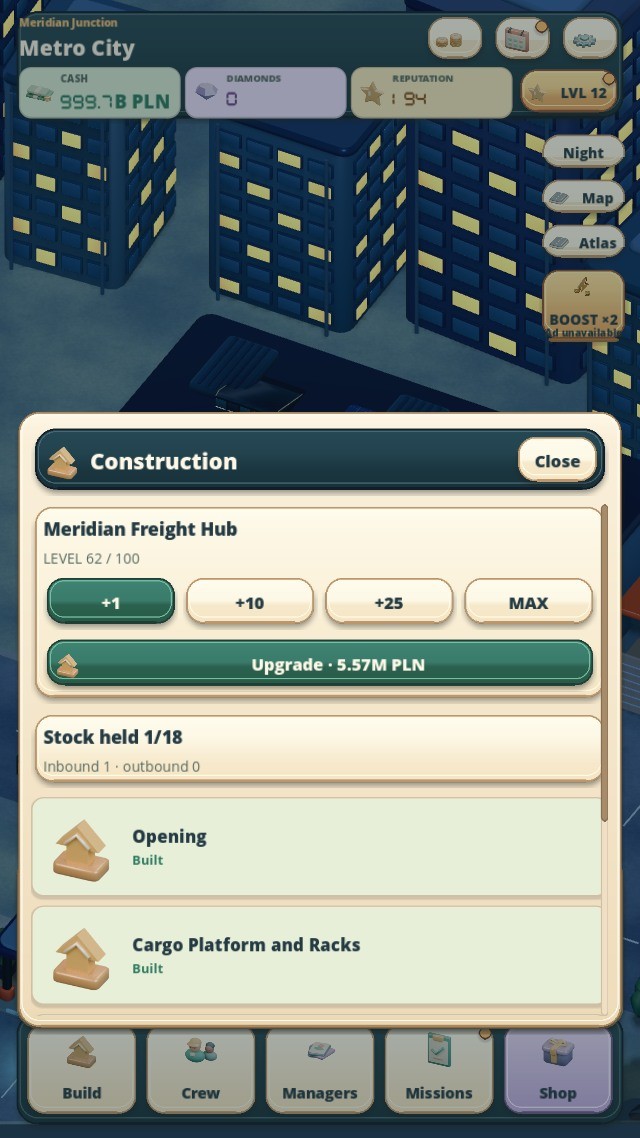 Meridian Junction
Metro City
CASH
999.7B PLN
DIAMONDS
0
REPUTATION
194
LVL 12
Night
Map
Atlas
BOOST ×2
Ad unavailable
Construction
Close
Meridian Freight Hub
LEVEL 62 / 100
+1
+10
+25
MAX
Upgrade · 5.57M PLN
Stock held 1/18
Inbound 1 · outbound 0
Opening
Built
Cargo Platform and Racks
Built
Build
Crew
Managers
Missions
Shop